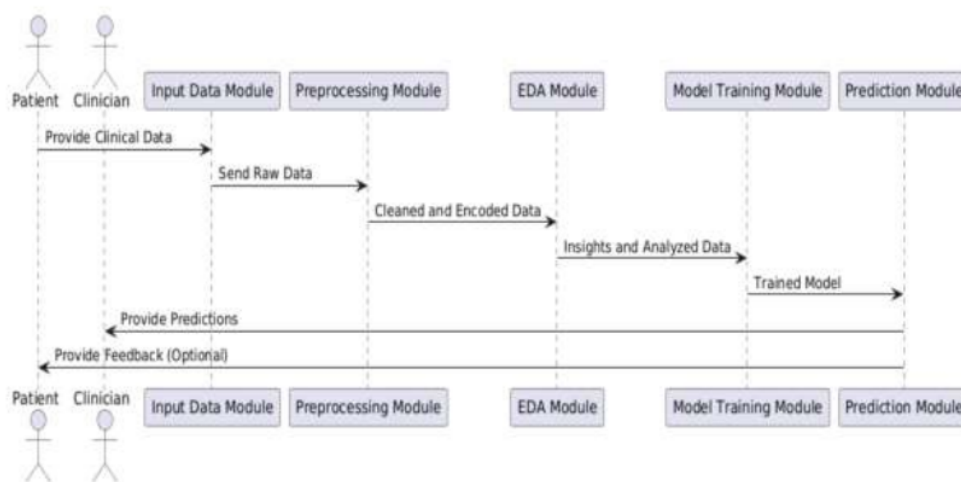 Patient Clinician Input Data Module Preprocessing Module EDA Module Model Training Module Prediction Module
Provide Clinical Data
Send Raw Data
Cleaned and Encoded Data
Insights and Analyzed Data
Trained Model
Provide Predictions
Provide Feedback (Optional)
Patient Clinician Input Data Module Preprocessing Module EDA Module Model Training Module Prediction Module